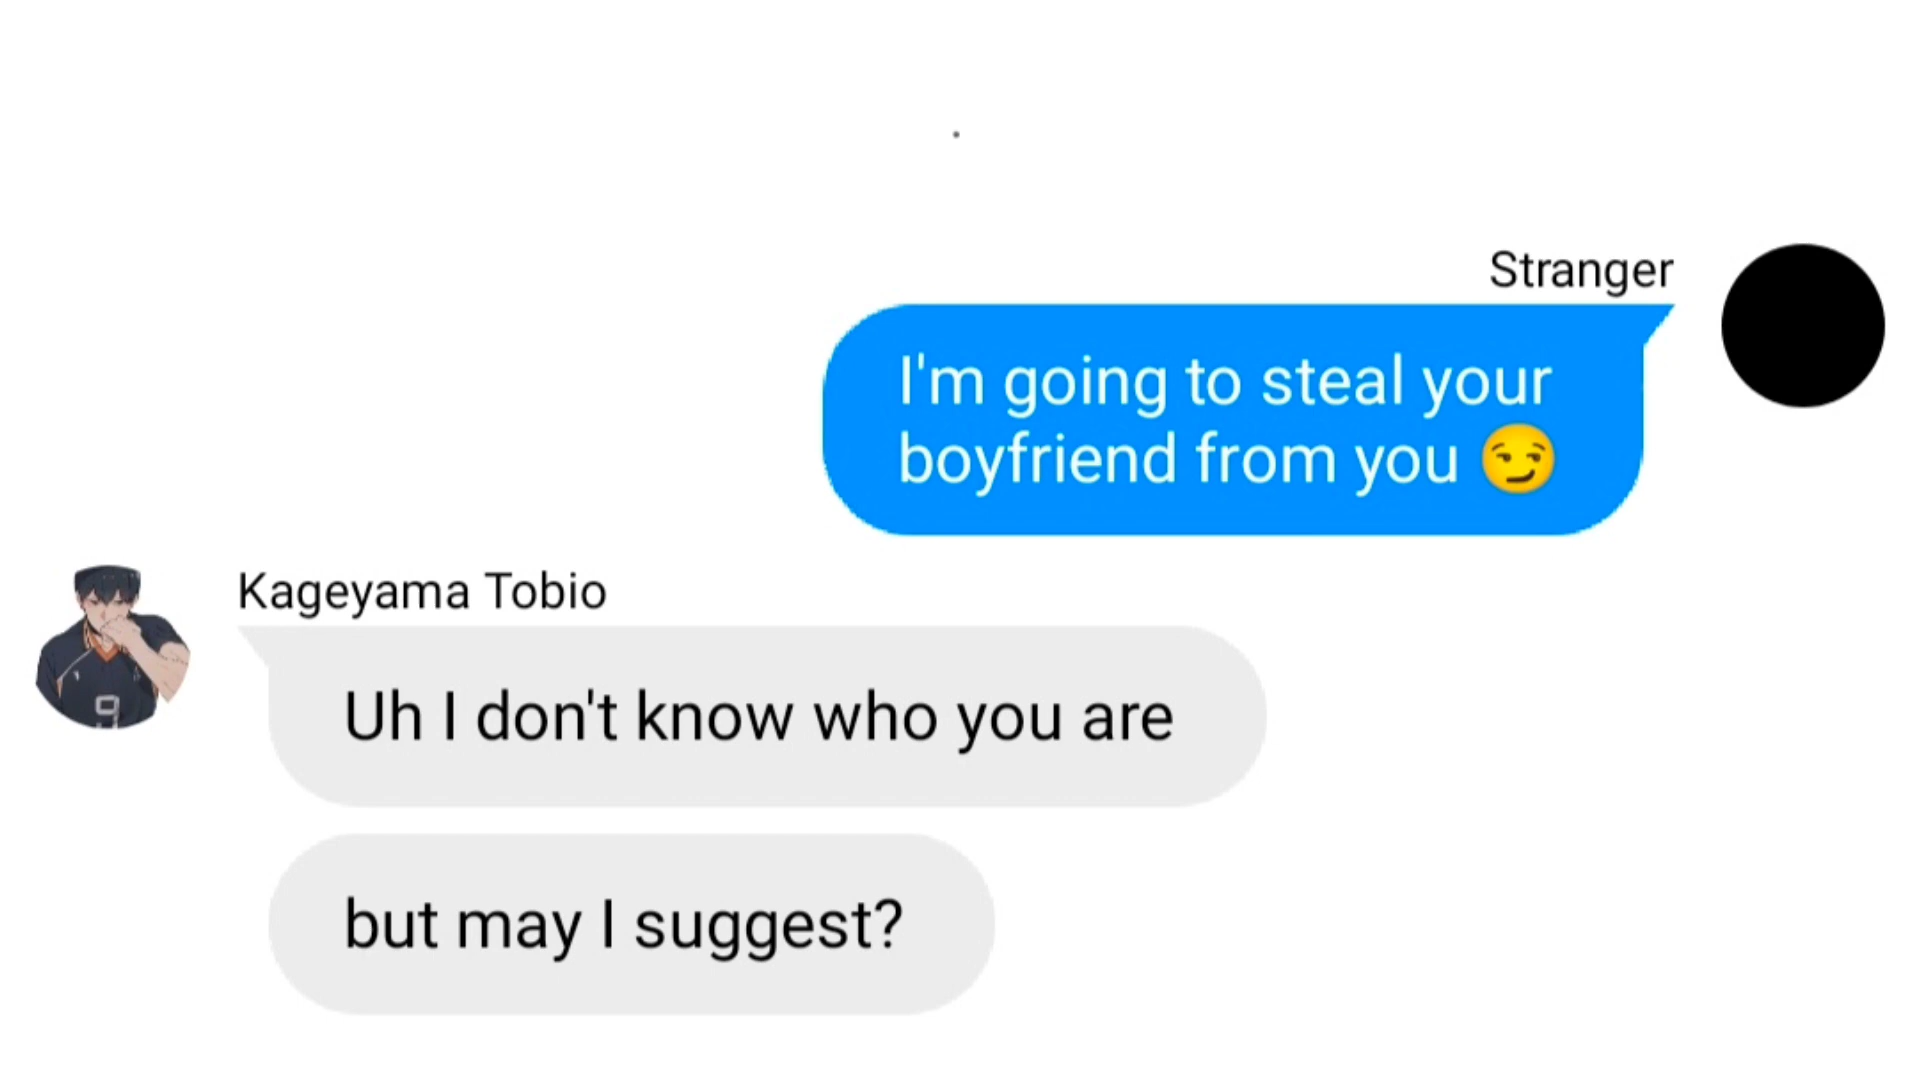 Stranger
I'm going to steal your
boyfriend from you 😏
Kageyama Tobio
Uh I don't know who you are
but may I suggest?
9